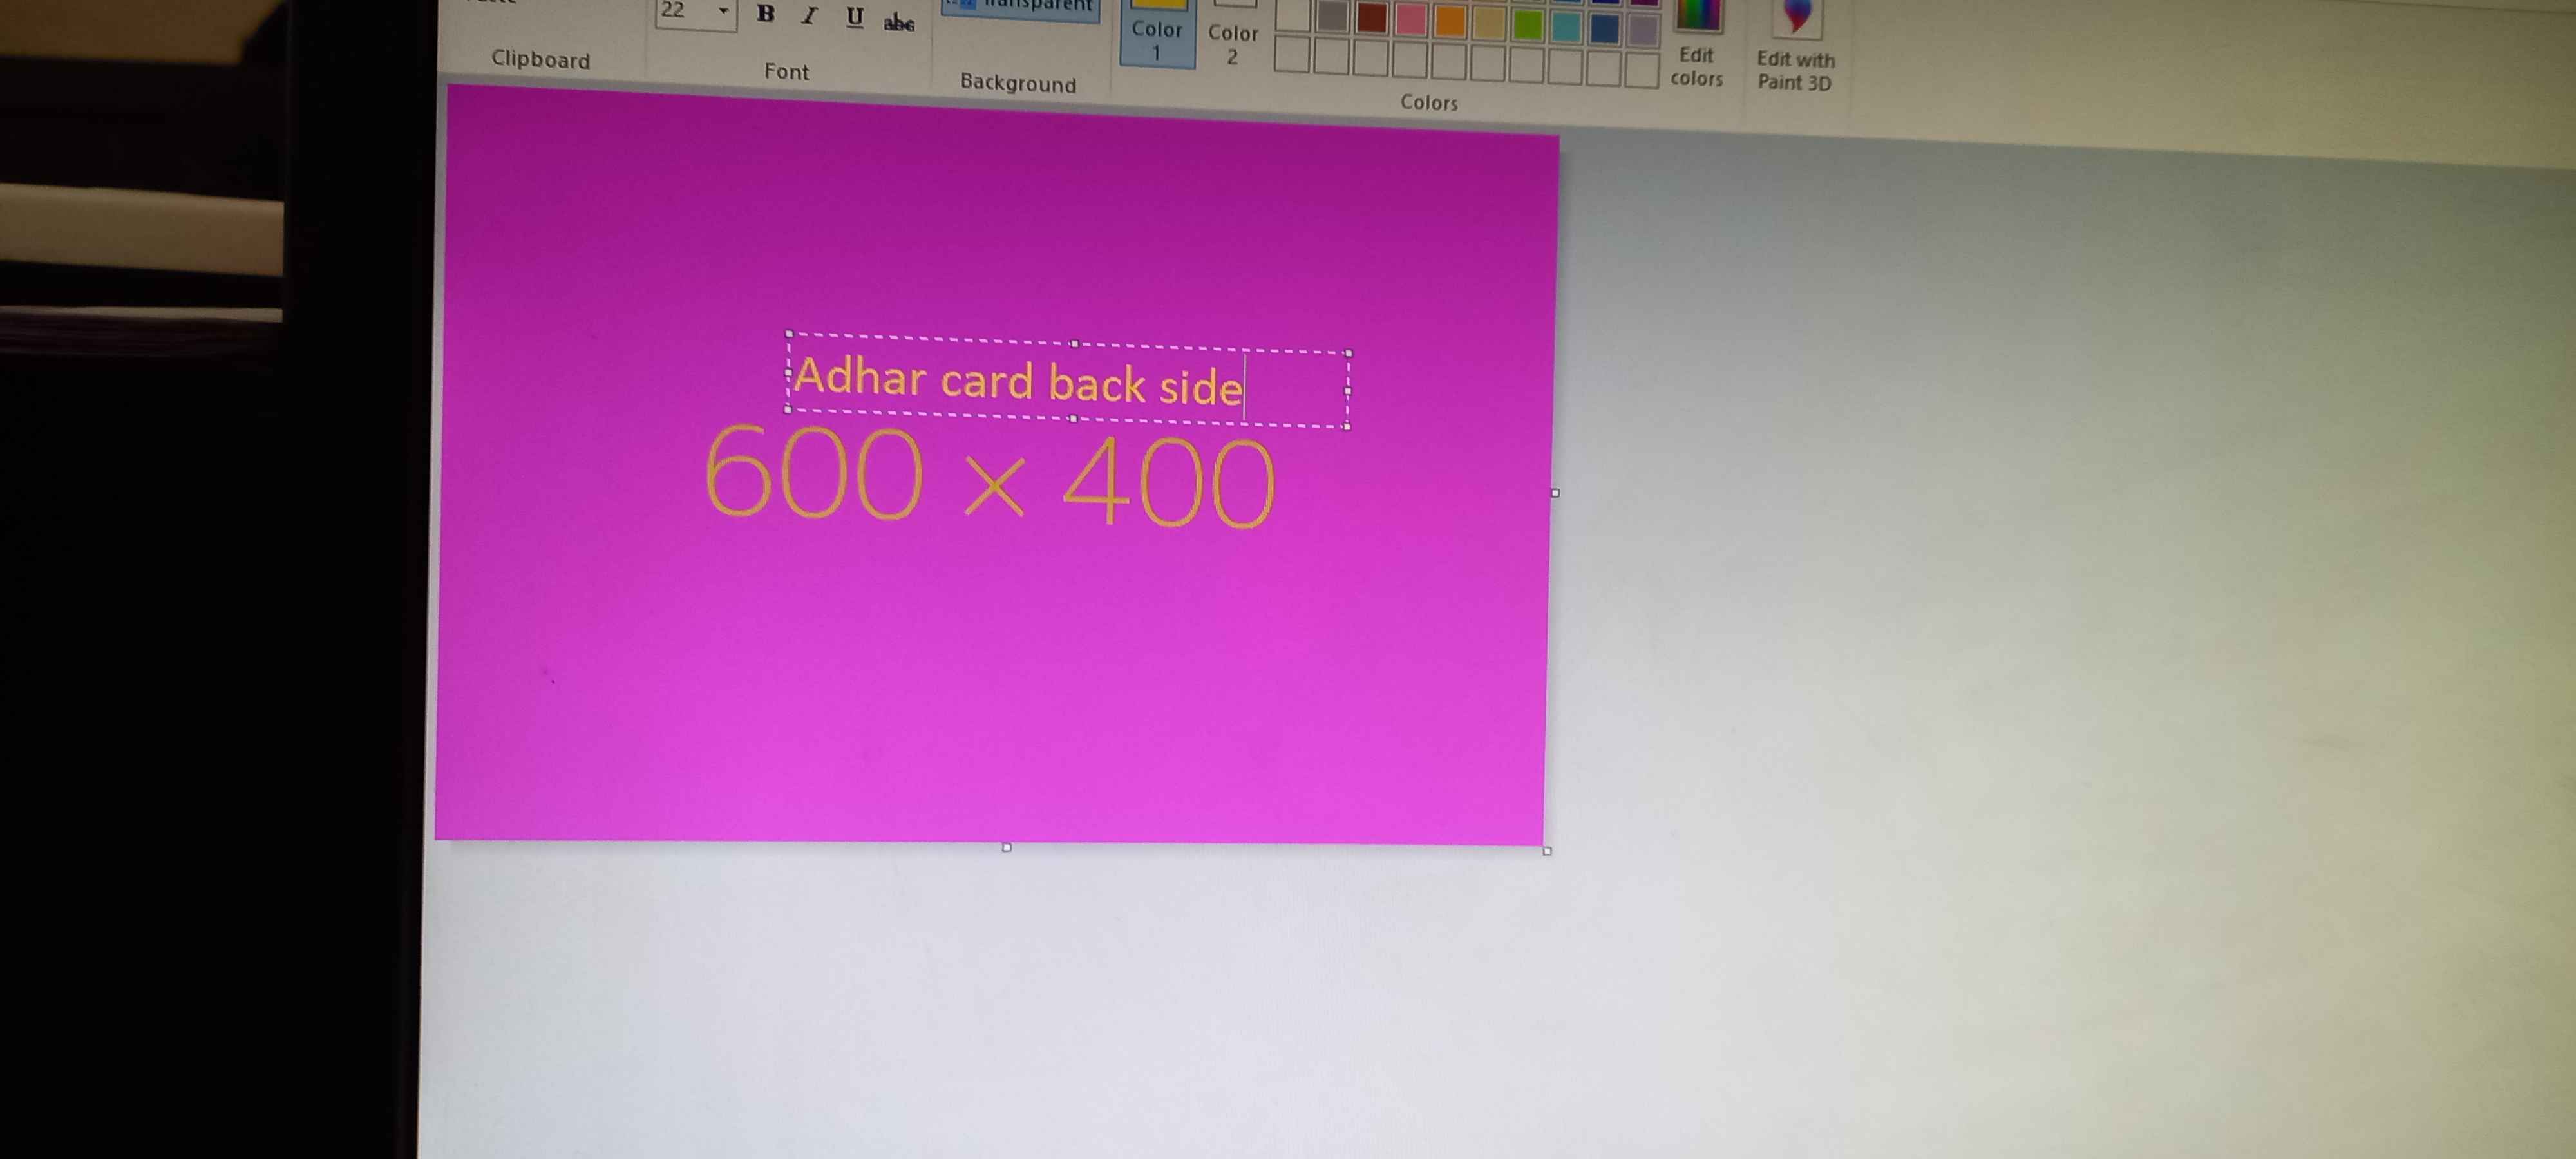 22 B I U abc
Transparent
Color 1
Color 2
Edit colors
Edit with Paint 3D
Clipboard
Font
Background
Colors
Adhar card back side
600 × 400